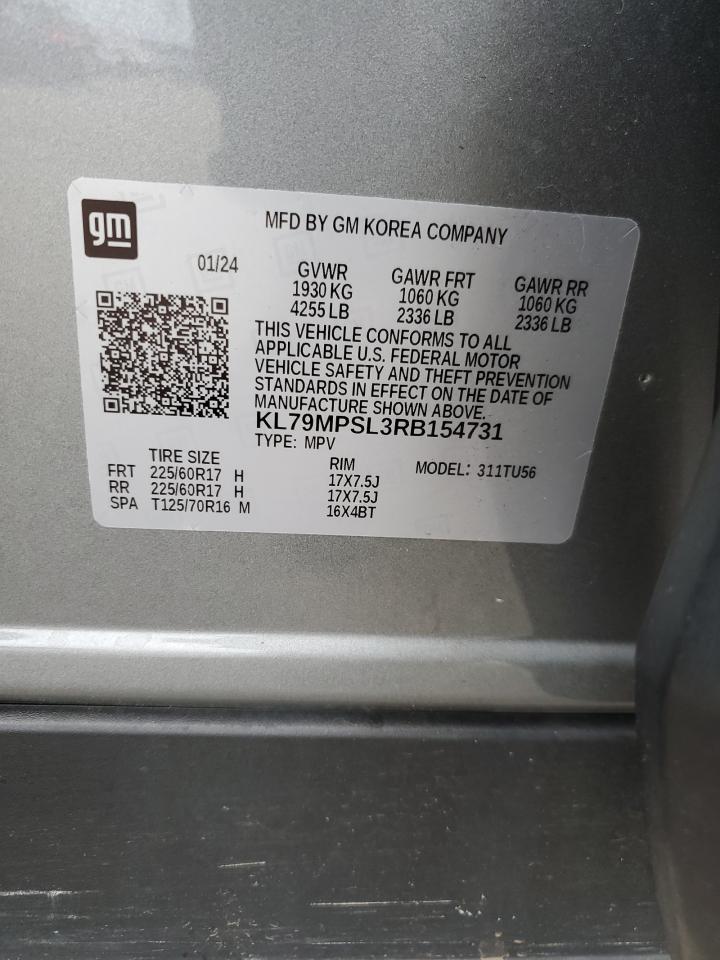 gm
MFD BY GM KOREA COMPANY
01/24
GVWR GAWR FRT GAWR RR
1930 KG 1060 KG 1060 KG
4255 LB 2336 LB 2336 LB
THIS VEHICLE CONFORMS TO ALL
APPLICABLE U.S. FEDERAL MOTOR
VEHICLE SAFETY AND THEFT PREVENTION
STANDARDS IN EFFECT ON THE DATE OF
MANUFACTURE SHOWN ABOVE.
KL79MPSL3RB154731
TYPE: MPV
TIRE SIZE RIM MODEL: 311TU56
FRT 225/60R17 H 17X7.5J
RR 225/60R17 H 17X7.5J
SPA T125/70R16 M 16X4BT